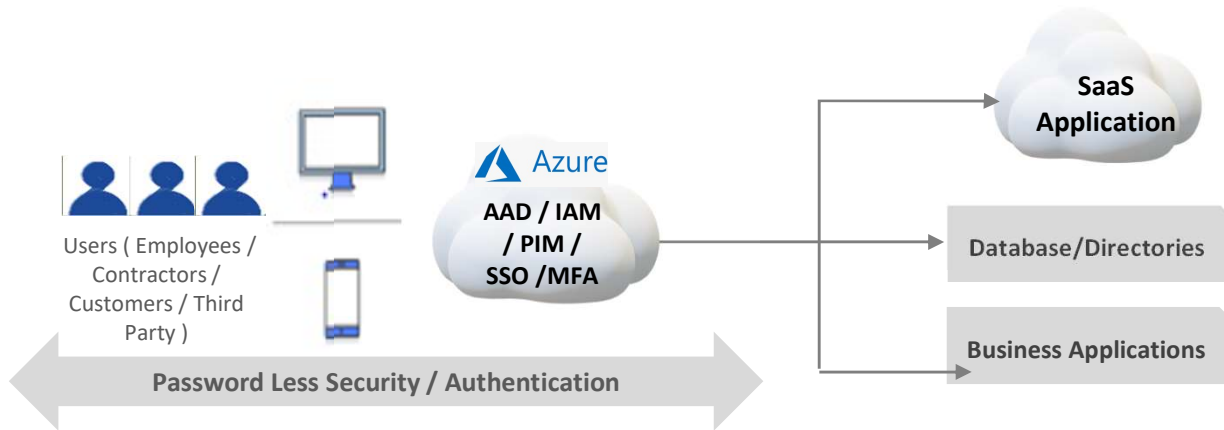 Users ( Employees /
Contractors /
Customers / Third
Party )
Azure
AAD / IAM
/ PIM /
SSO /MFA
SaaS
Application
Database/Directories
Business Applications
Password Less Security / Authentication